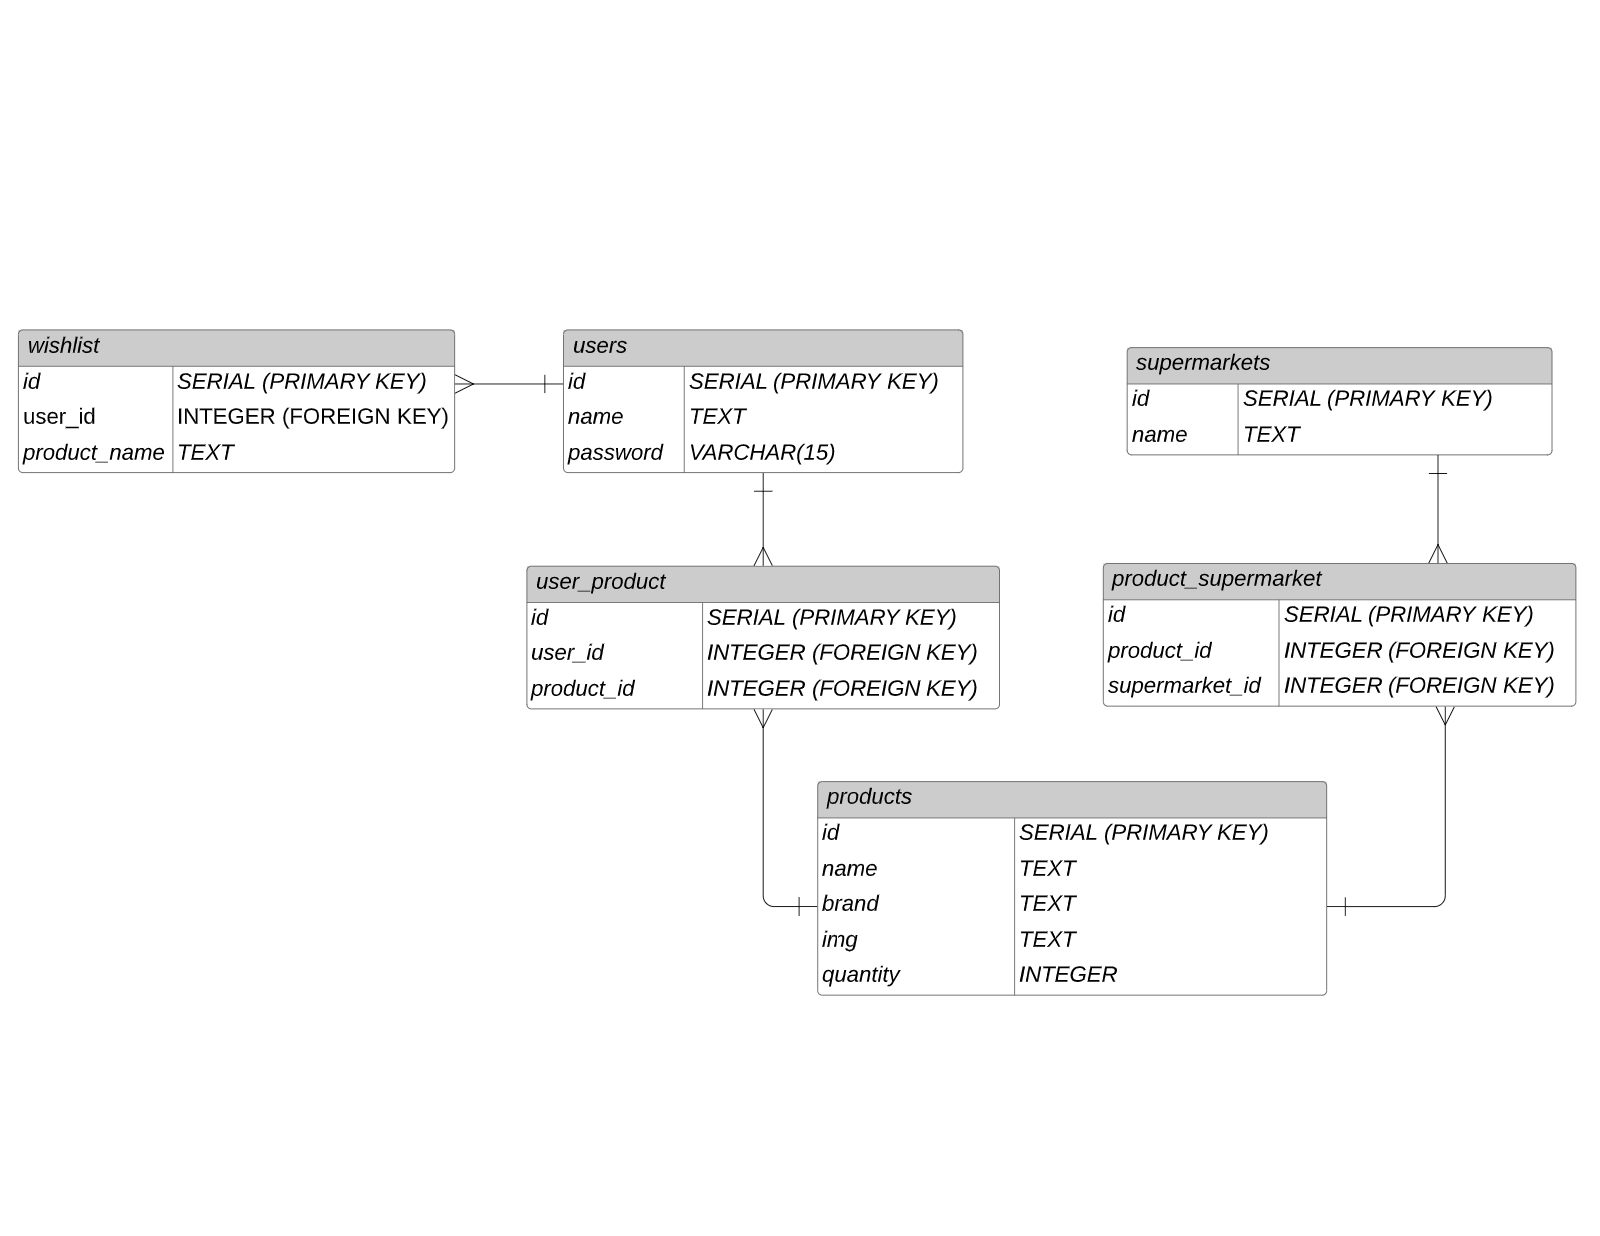 wishlist
id SERIAL (PRIMARY KEY)
user_id INTEGER (FOREIGN KEY)
product_name TEXT
users
id SERIAL (PRIMARY KEY)
name TEXT
password VARCHAR(15)
supermarkets
id SERIAL (PRIMARY KEY)
name TEXT
user_product
id SERIAL (PRIMARY KEY)
user_id INTEGER (FOREIGN KEY)
product_id INTEGER (FOREIGN KEY)
product_supermarket
id SERIAL (PRIMARY KEY)
product_id INTEGER (FOREIGN KEY)
supermarket_id INTEGER (FOREIGN KEY)
products
id SERIAL (PRIMARY KEY)
name TEXT
brand TEXT
img TEXT
quantity INTEGER